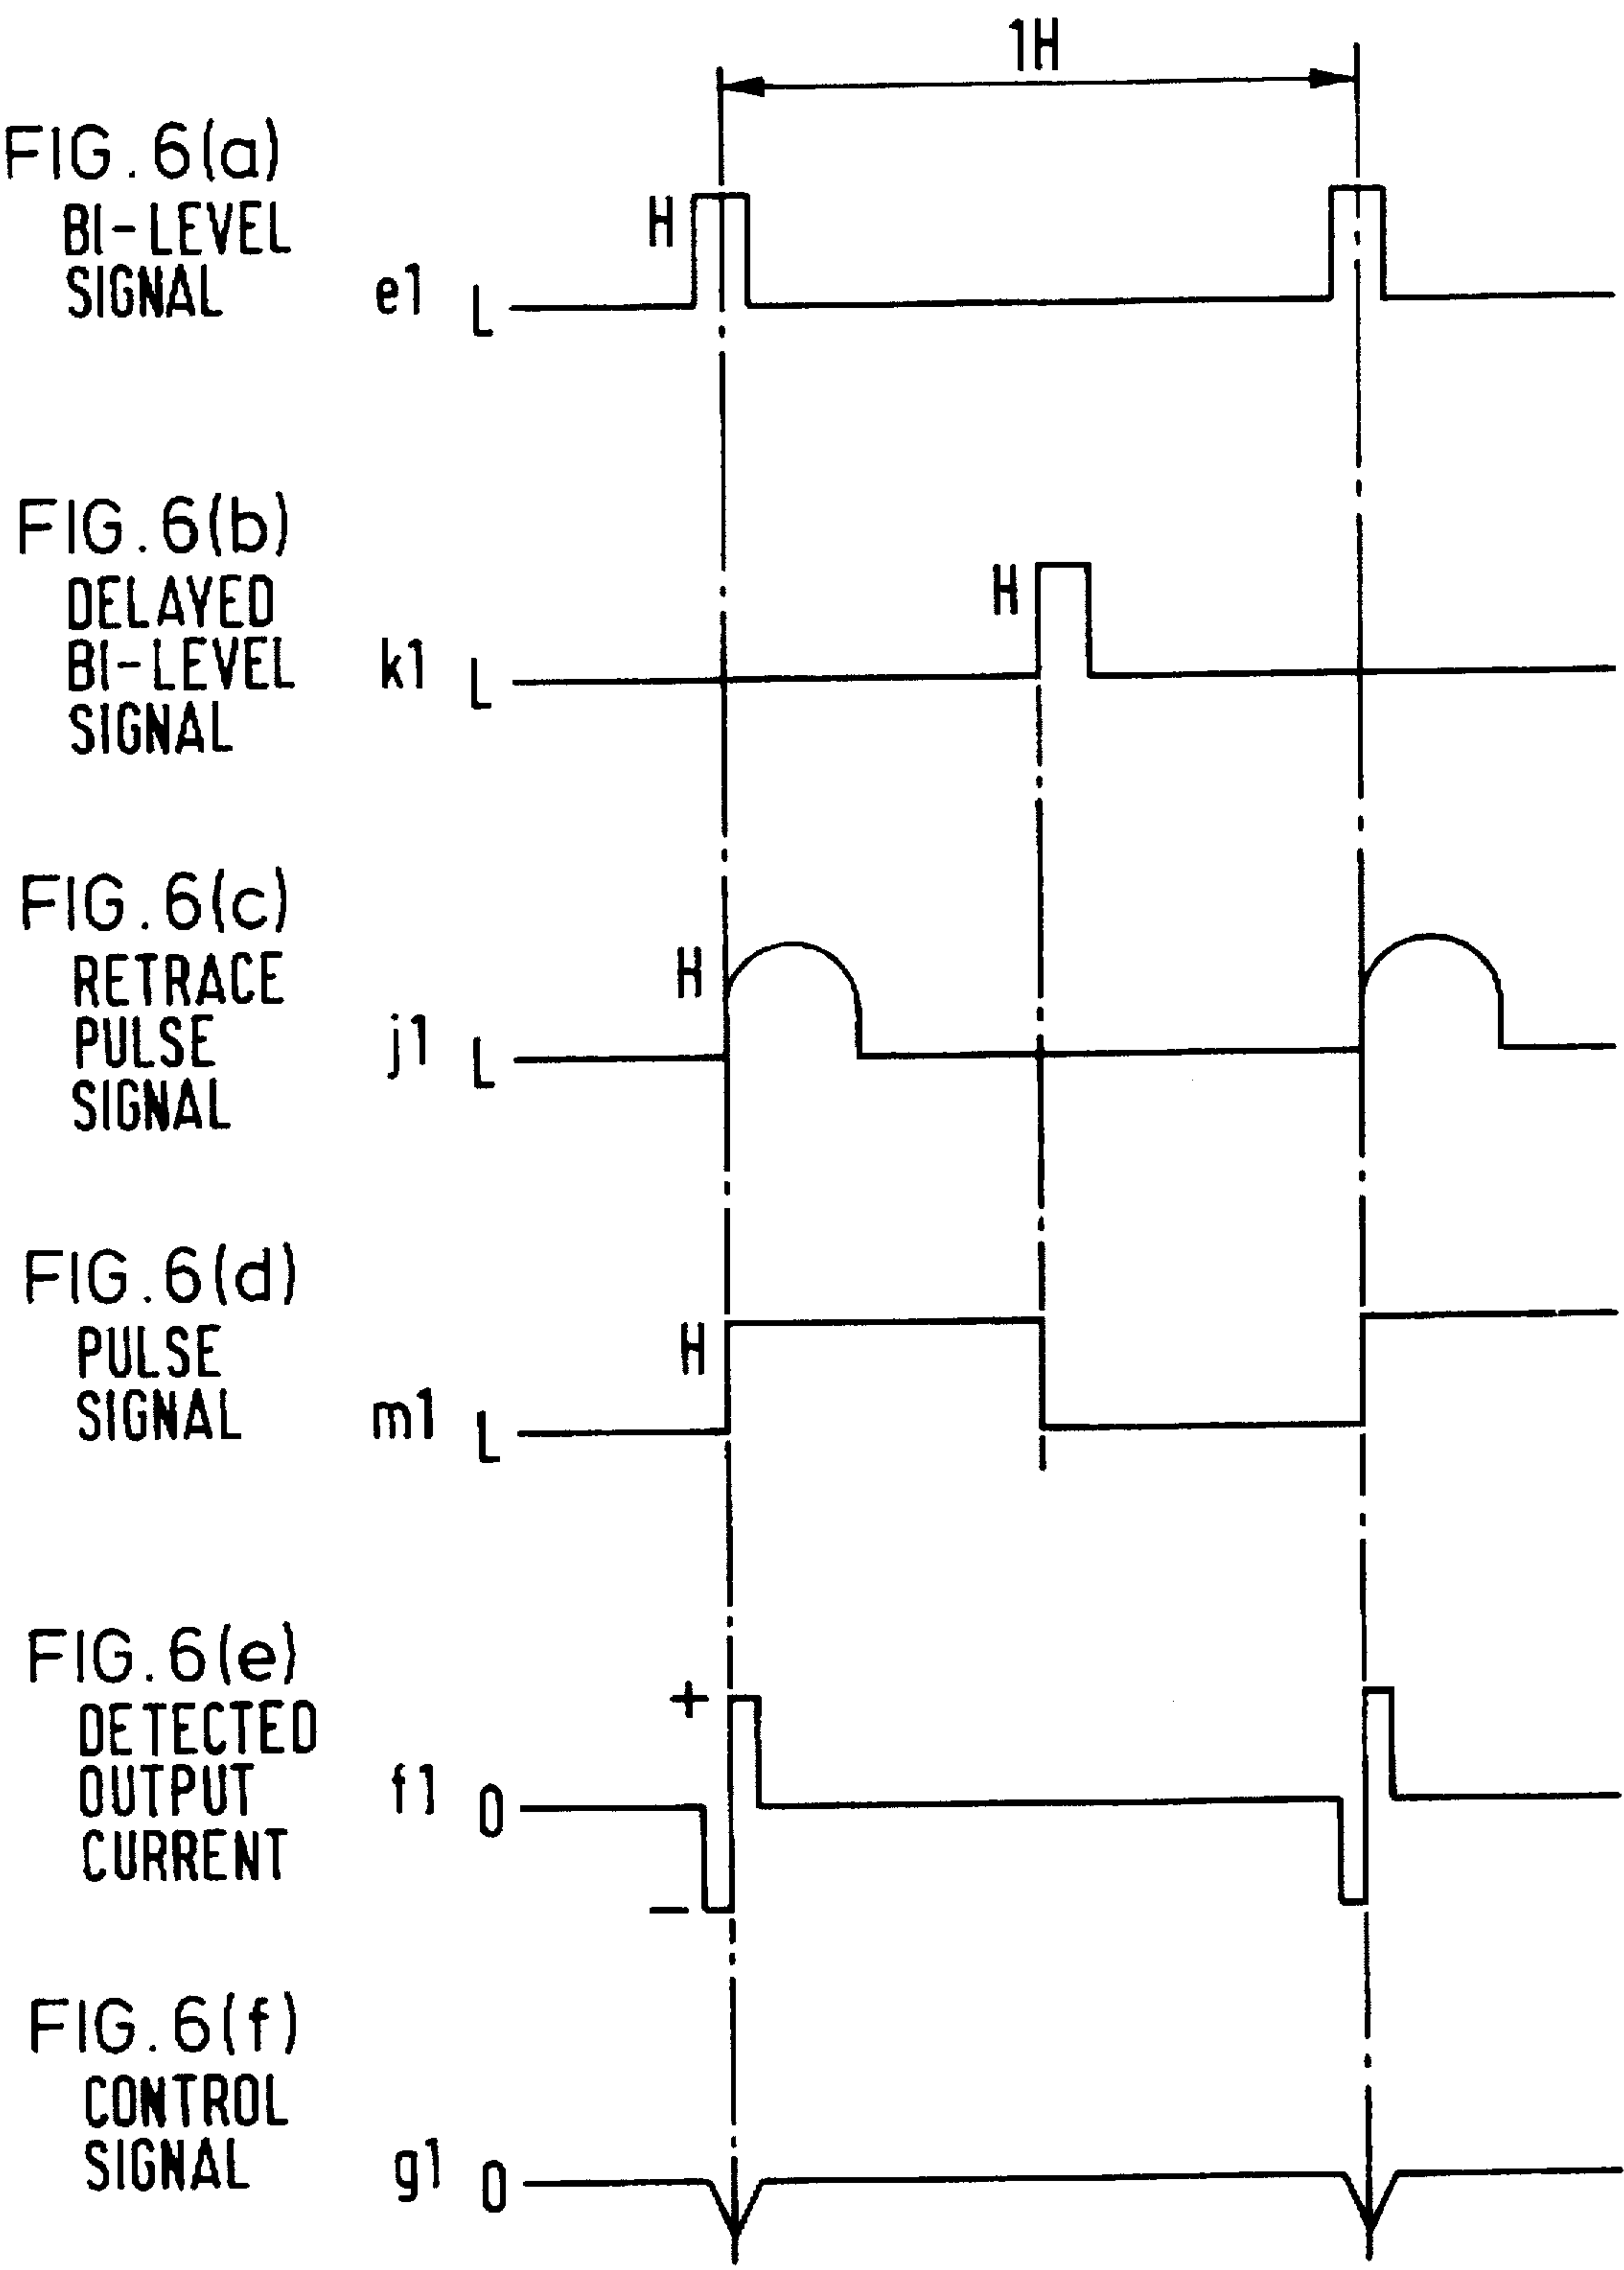 1H
FIG.6(a)
BI-LEVEL
SIGNAL
e1
H
L
FIG.6(b)
DELAYED
BI-LEVEL
SIGNAL
k1
H
L
FIG.6(c)
RETRACE
PULSE
SIGNAL
j1
H
L
FIG.6(d)
PULSE
SIGNAL
m1
H
L
FIG.6(e)
DETECTED
OUTPUT
CURRENT
f1
+
0
−
FIG.6(f)
CONTROL
SIGNAL
g1
0